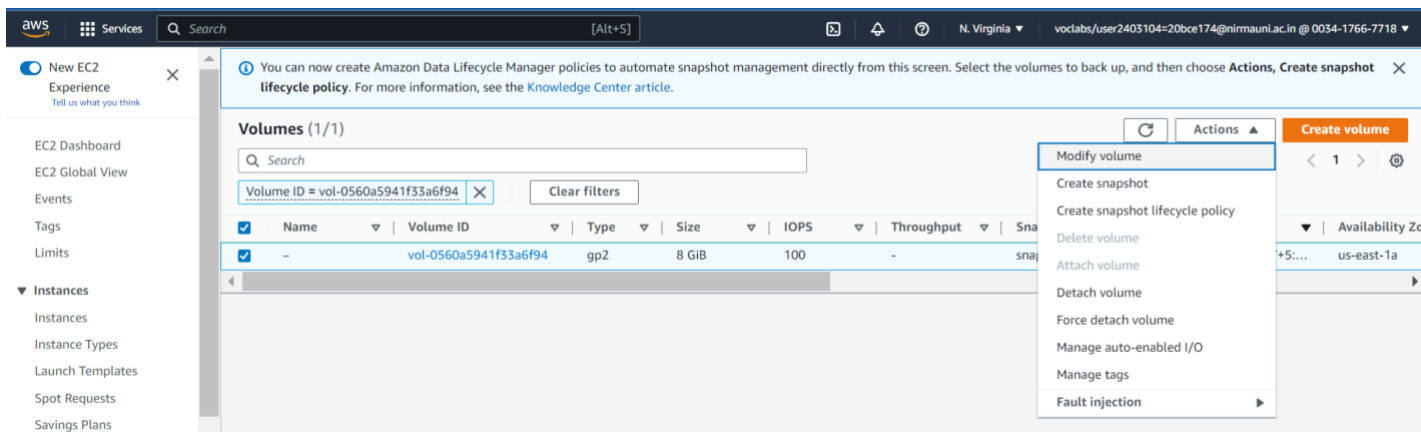 aws Services Search [Alt+S] N. Virginia voclabs/user2403104=20bce174@nirmauni.ac.in @ 0034-1766-7718
New EC2
Experience
Tell us what you think
EC2 Dashboard
EC2 Global View
Events
Tags
Limits
Instances
Instances
Instance Types
Launch Templates
Spot Requests
Savings Plans
You can now create Amazon Data Lifecycle Manager policies to automate snapshot management directly from this screen. Select the volumes to back up, and then choose Actions, Create snapshot
lifecycle policy. For more information, see the Knowledge Center article.
Volumes (1/1) Actions Create volume
Search 1
Volume ID = vol-0560a5941f33a6f94 Clear filters
Name Volume ID Type Size IOPS Throughput Sna Availability Zo
– vol-0560a5941f33a6f94 gp2 8 GiB 100 - snap +5:... us-east-1a
Modify volume
Create snapshot
Create snapshot lifecycle policy
Delete volume
Attach volume
Detach volume
Force detach volume
Manage auto-enabled I/O
Manage tags
Fault injection